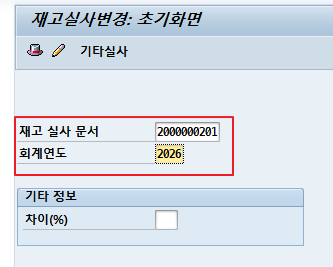 재고실사변경: 초기화면
기타실사
재고 실사 문서 2000000201
회계연도 2026
기타 정보
차이(%)